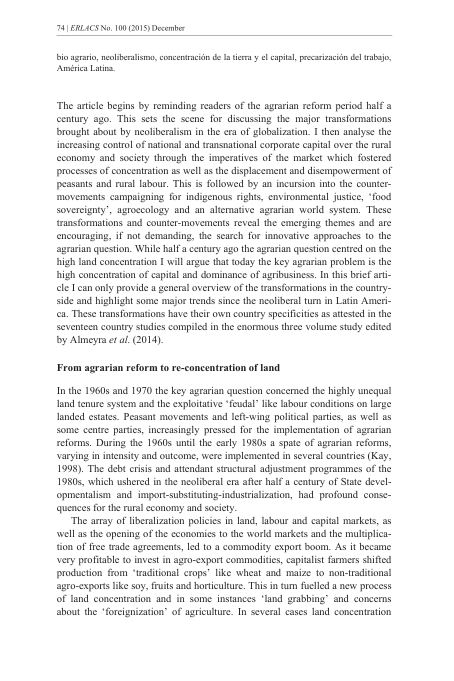 74 | ERLACS No. 100 (2015) December
bio agrario, neoliberalismo, concentración de la tierra y el capital, precarización del trabajo,
América Latina.
The article begins by reminding readers of the agrarian reform period half a
century ago. This sets the scene for discussing the major transformations
brought about by neoliberalism in the era of globalization. I then analyse the
increasing control of national and transnational corporate capital over the rural
economy and society through the imperatives of the market which fostered
processes of concentration as well as the displacement and disempowerment of
peasants and rural labour. This is followed by an incursion into the counter-
movements campaigning for indigenous rights, environmental justice, ‘food
sovereignty’, agroecology and an alternative agrarian world system. These
transformations and counter-movements reveal the emerging themes and are
encouraging, if not demanding, the search for innovative approaches to the
agrarian question. While half a century ago the agrarian question centred on the
high land concentration I will argue that today the key agrarian problem is the
high concentration of capital and dominance of agribusiness. In this brief arti-
cle I can only provide a general overview of the transformations in the country-
side and highlight some major trends since the neoliberal turn in Latin Ameri-
ca. These transformations have their own country specificities as attested in the
seventeen country studies compiled in the enormous three volume study edited
by Almeyra et al. (2014).
From agrarian reform to re-concentration of land
In the 1960s and 1970 the key agrarian question concerned the highly unequal
land tenure system and the exploitative ‘feudal’ like labour conditions on large
landed estates. Peasant movements and left-wing political parties, as well as
some centre parties, increasingly pressed for the implementation of agrarian
reforms. During the 1960s until the early 1980s a spate of agrarian reforms,
varying in intensity and outcome, were implemented in several countries (Kay,
1998). The debt crisis and attendant structural adjustment programmes of the
1980s, which ushered in the neoliberal era after half a century of State devel-
opmentalism and import-substituting-industrialization, had profound conse-
quences for the rural economy and society.
The array of liberalization policies in land, labour and capital markets, as
well as the opening of the economies to the world markets and the multiplica-
tion of free trade agreements, led to a commodity export boom. As it became
very profitable to invest in agro-export commodities, capitalist farmers shifted
production from ‘traditional crops’ like wheat and maize to non-traditional
agro-exports like soy, fruits and horticulture. This in turn fuelled a new process
of land concentration and in some instances ‘land grabbing’ and concerns
about the ‘foreignization’ of agriculture. In several cases land concentration